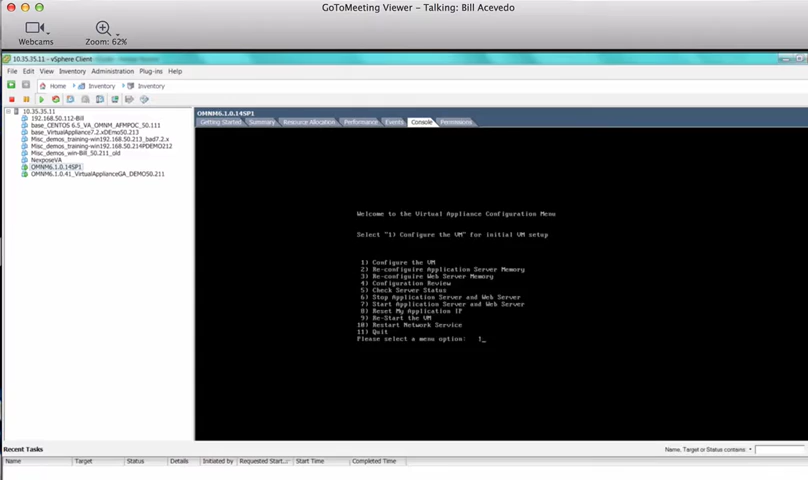 GoToMeeting Viewer - Talking: Bill Acevedo
Webcams
Zoom: 62%
10.35.35.11 - vSphere Client
File Edit View Inventory Administration Plug-ins Help
Home Inventory Inventory
10.35.35.11
192.168.50.112-Bill
base_CENTOS 6.5_VA_OMNM_AFMPOC_50.111
base_VirtualAppliance7.2.xDEmo50.213
Misc_demos_training-win192.168.50.213_bad7.2.x
Misc_demos_training-win192.168.50.214PDEMO212
Misc_demos_win-Bill_50.211_old
NexposeVA
OMNM6.1.0.14SP1
OMNM6.1.0.41_VirtualApplianceGA_DEMO50.211
OMNM6.1.0.14SP1
Getting Started Summary Resource Allocation Performance Events Console Permissions
Welcome to the Virtual Appliance Configuration Menu
Select "1) Configure the VM" for initial VM setup
1) Configure the VM
2) Re-configure Application Server Memory
3) Re-configure Web Server Memory
4) Configuration Review
5) Check Server Status
6) Stop Application Server and Web Server
7) Start Application Server and Web Server
8) Reset My Application IP
9) Re-Start the VM
10) Restart Network Service
11) Quit
Please select a menu option: 1_
Recent Tasks
Name, Target or Status contains:
Name Target Status Details Initiated by Requested Start... Start Time Completed Time